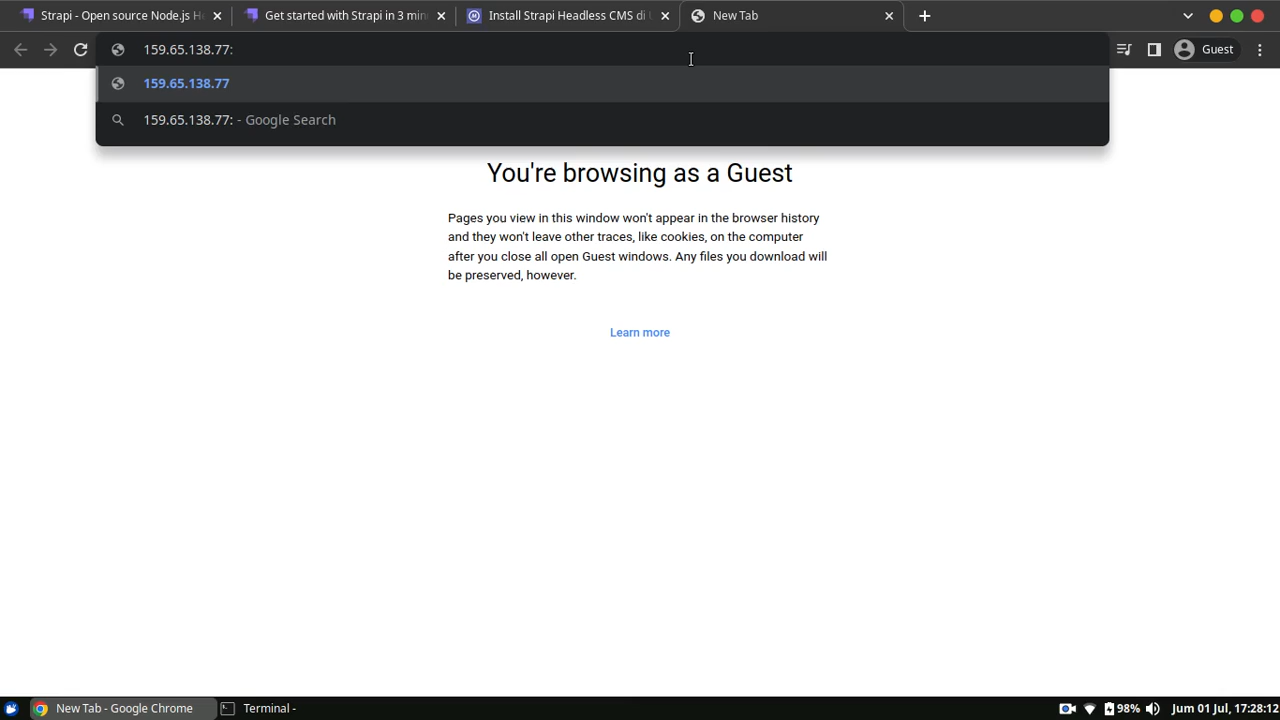 Strapi - Open source Node.js He
Get started with Strapi in 3 min
Install Strapi Headless CMS di U
New Tab
159.65.138.77:
Guest
159.65.138.77
159.65.138.77: - Google Search
You're browsing as a Guest
Pages you view in this window won't appear in the browser history
and they won't leave other traces, like cookies, on the computer
after you close all open Guest windows. Any files you download will
be preserved, however.
Learn more
New Tab - Google Chrome
Terminal -
98%
Jum 01 Jul, 17:28:12